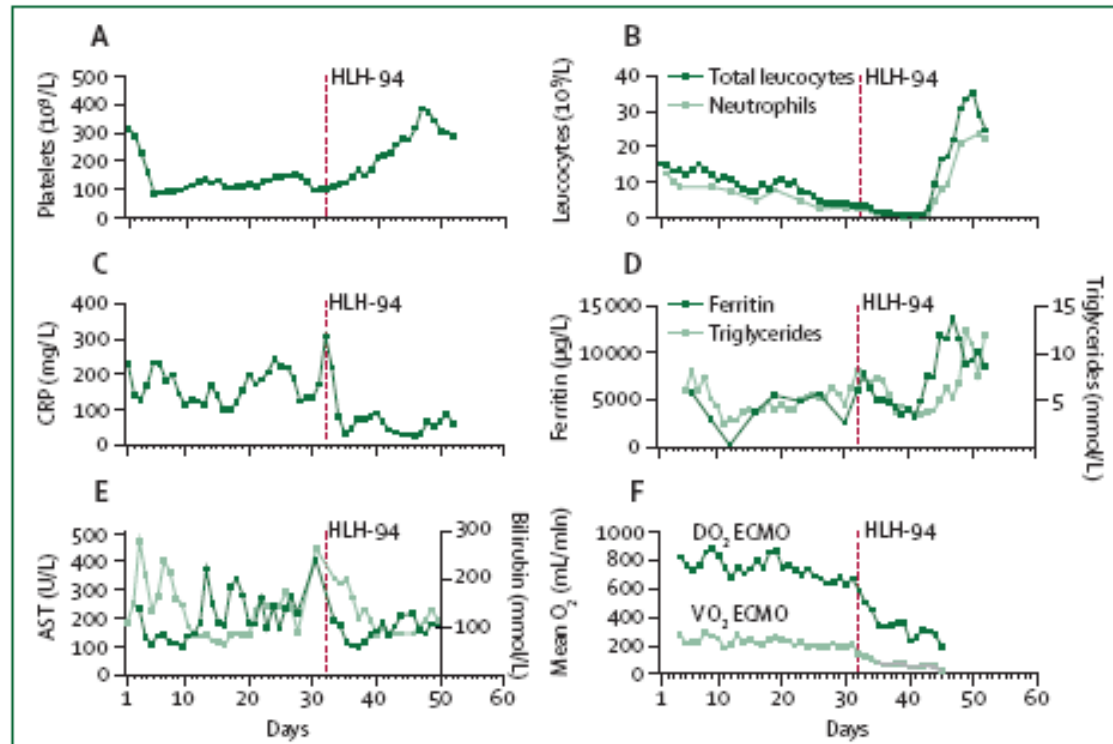 A
Platelets (10⁹/L)
500
400
300
200
100
0
HLH-94
B
Leucocytes (10⁹/L)
40
30
20
10
0
Total leucocytes
Neutrophils
HLH-94
C
CRP (mg/L)
400
300
200
100
0
HLH-94
D
Ferritin (µg/L)
15000
10000
5000
0
Ferritin
Triglycerides
HLH-94
15
10
5
Triglycerides (mmol/L)
E
AST (U/L)
500
400
300
200
100
0
HLH-94
300
200
100
Bilirubin (mmol/L)
1
10
20
30
40
50
60
Days
F
Mean O₂ (mL/min)
1000
800
600
400
200
0
DO₂ ECMO
VO₂ ECMO
HLH-94
1
10
20
30
40
50
60
Days